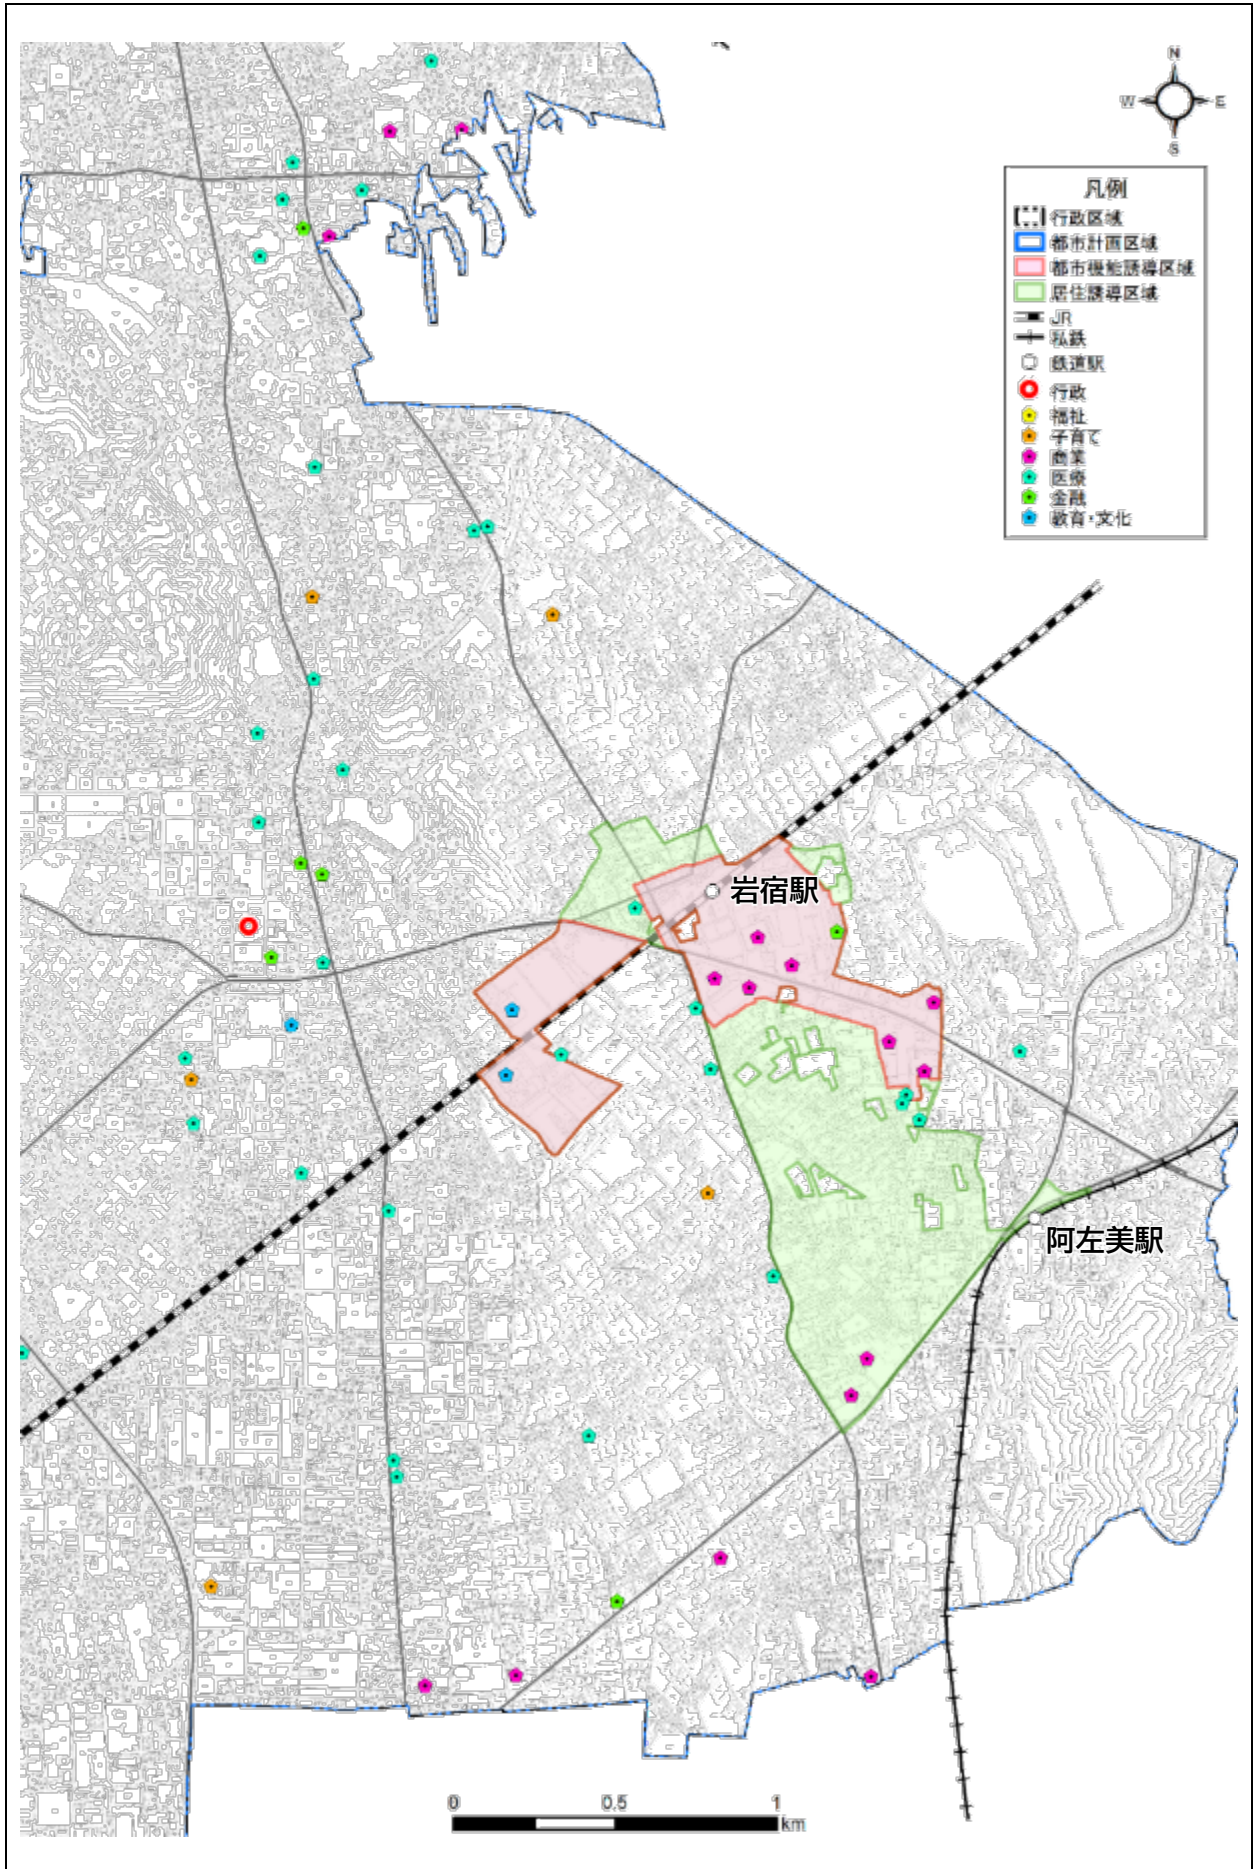 N
W
E
S
凡例
行政区域
都市計画区域
都市機能誘導区域
居住誘導区域
JR
私鉄
鉄道駅
行政
福祉
子育て
商業
医療
金融
教育・文化
岩宿駅
阿左美駅
0 0.5 1
km